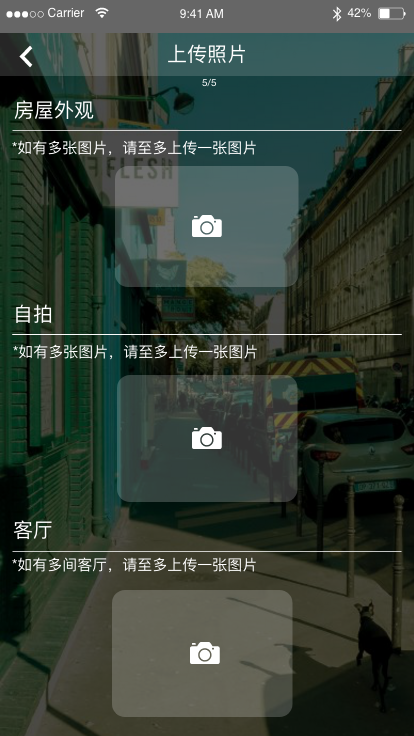 Carrier 9:41 AM 42%
上传照片
5/5
房屋外观
*如有多张图片，请至多上传一张图片
FLESH
自拍
*如有多张图片，请至多上传一张图片
客厅
*如有多间客厅，请至多上传一张图片